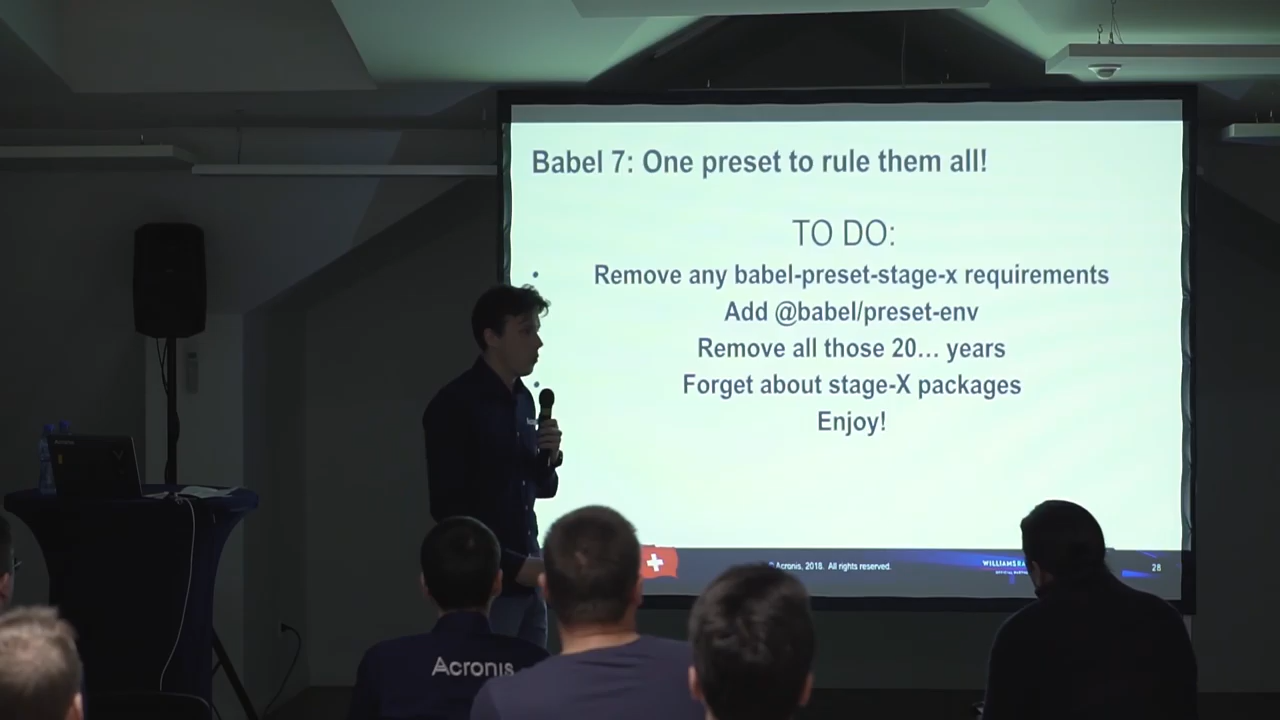 Babel 7: One preset to rule them all!
TO DO:
• Remove any babel-preset-stage-x requirements
Add @babel/preset-env
Remove all those 20... years
• Forget about stage-X packages
Enjoy!
© Acronis, 2018. All rights reserved.
28
Acronis